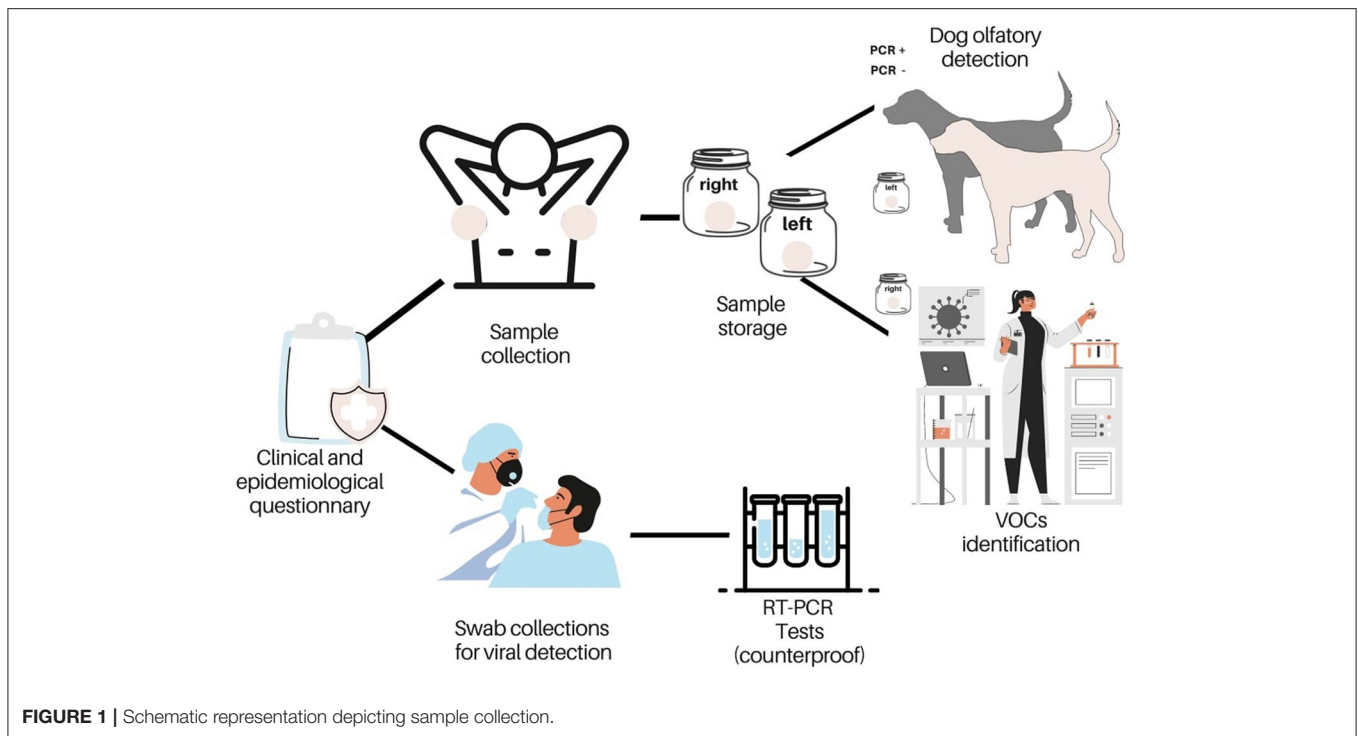 Dog olfatory
detection
PCR +
PCR -
right
left
left
right
Sample
collection
Sample
storage
VOCs
identification
Clinical and
epidemiological
questionnary
Swab collections
for viral detection
RT-PCR
Tests
(counterproof)
FIGURE 1 | Schematic representation depicting sample collection.